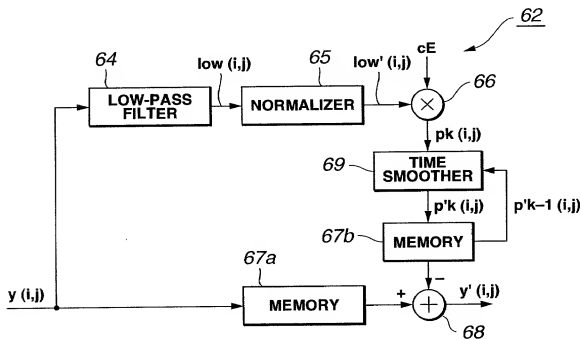 62
64
low (i,j)
65
low' (i,j)
cE
LOW-PASS
FILTER
NORMALIZER
×
66
pk (i,j)
69
TIME
SMOOTHER
p'k (i,j)
p'k–1 (i,j)
67b
MEMORY
67a
–
y (i,j)
MEMORY
+
+
y' (i,j)
68